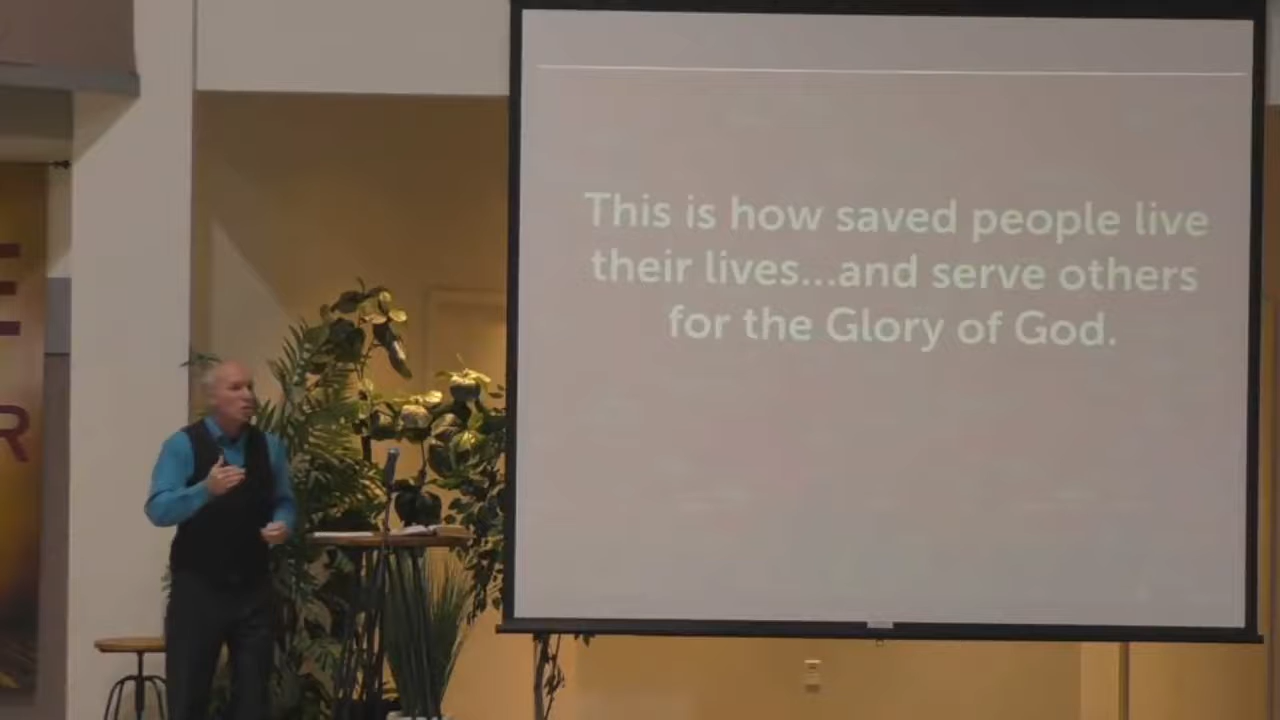 This is how saved people live
their lives...and serve others
for the Glory of God.